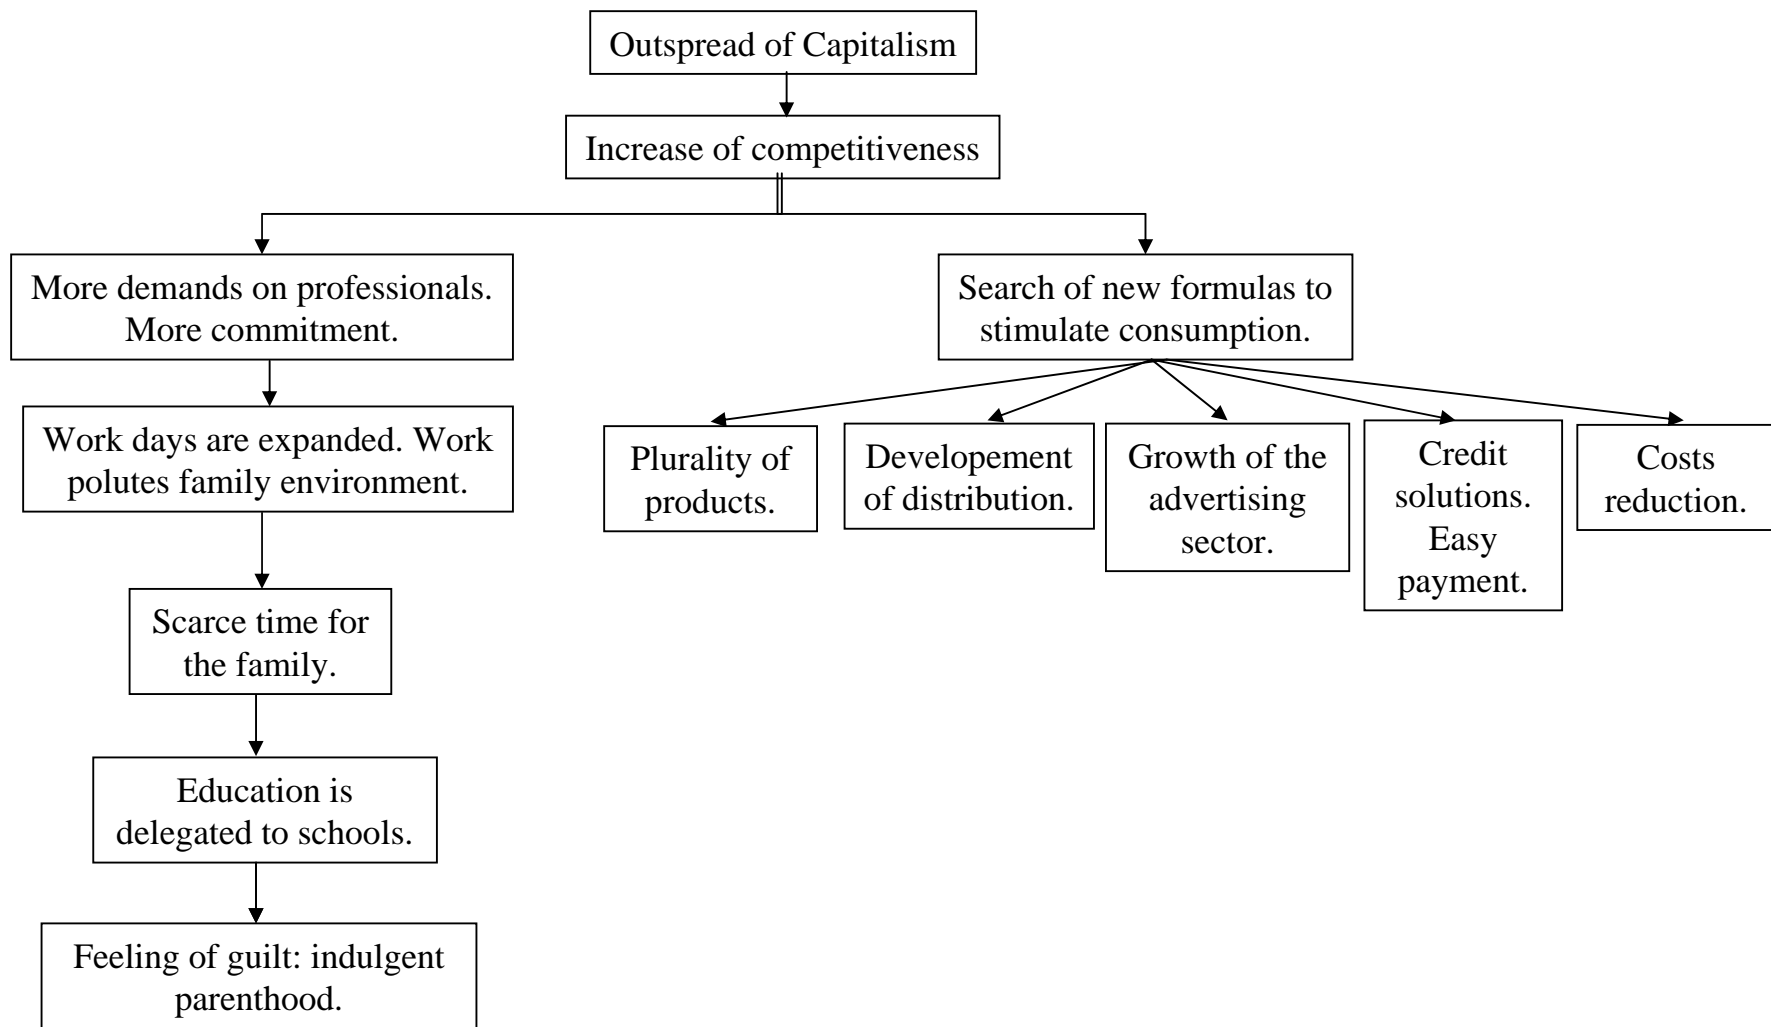 Outspread of Capitalism
Increase of competitiveness
More demands on professionals.
More commitment.
Search of new formulas to
stimulate consumption.
Work days are expanded. Work
polutes family environment.
Plurality of
products.
Developement
of distribution.
Growth of the
advertising
sector.
Credit
solutions.
Easy
payment.
Costs
reduction.
Scarce time for
the family.
Education is
delegated to schools.
Feeling of guilt: indulgent
parenthood.